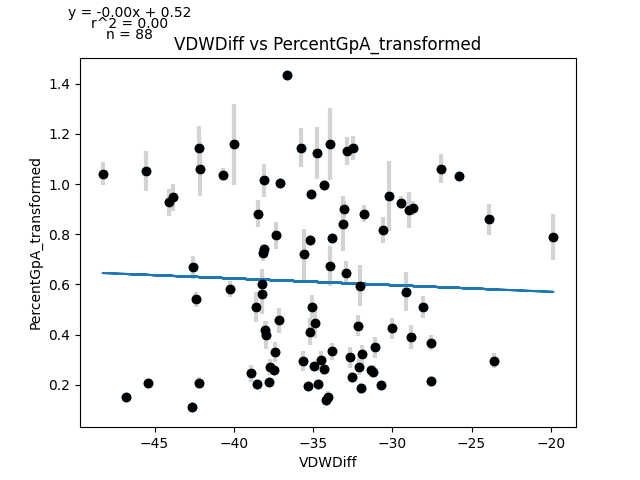 y = -0.00x + 0.52
r^2 = 0.00
n = 88
VDWDiff vs PercentGpA_transformed
PercentGpA_transformed
1.4
1.2
1.0
0.8
0.6
0.4
0.2
−45
−40
−35
−30
−25
−20
VDWDiff